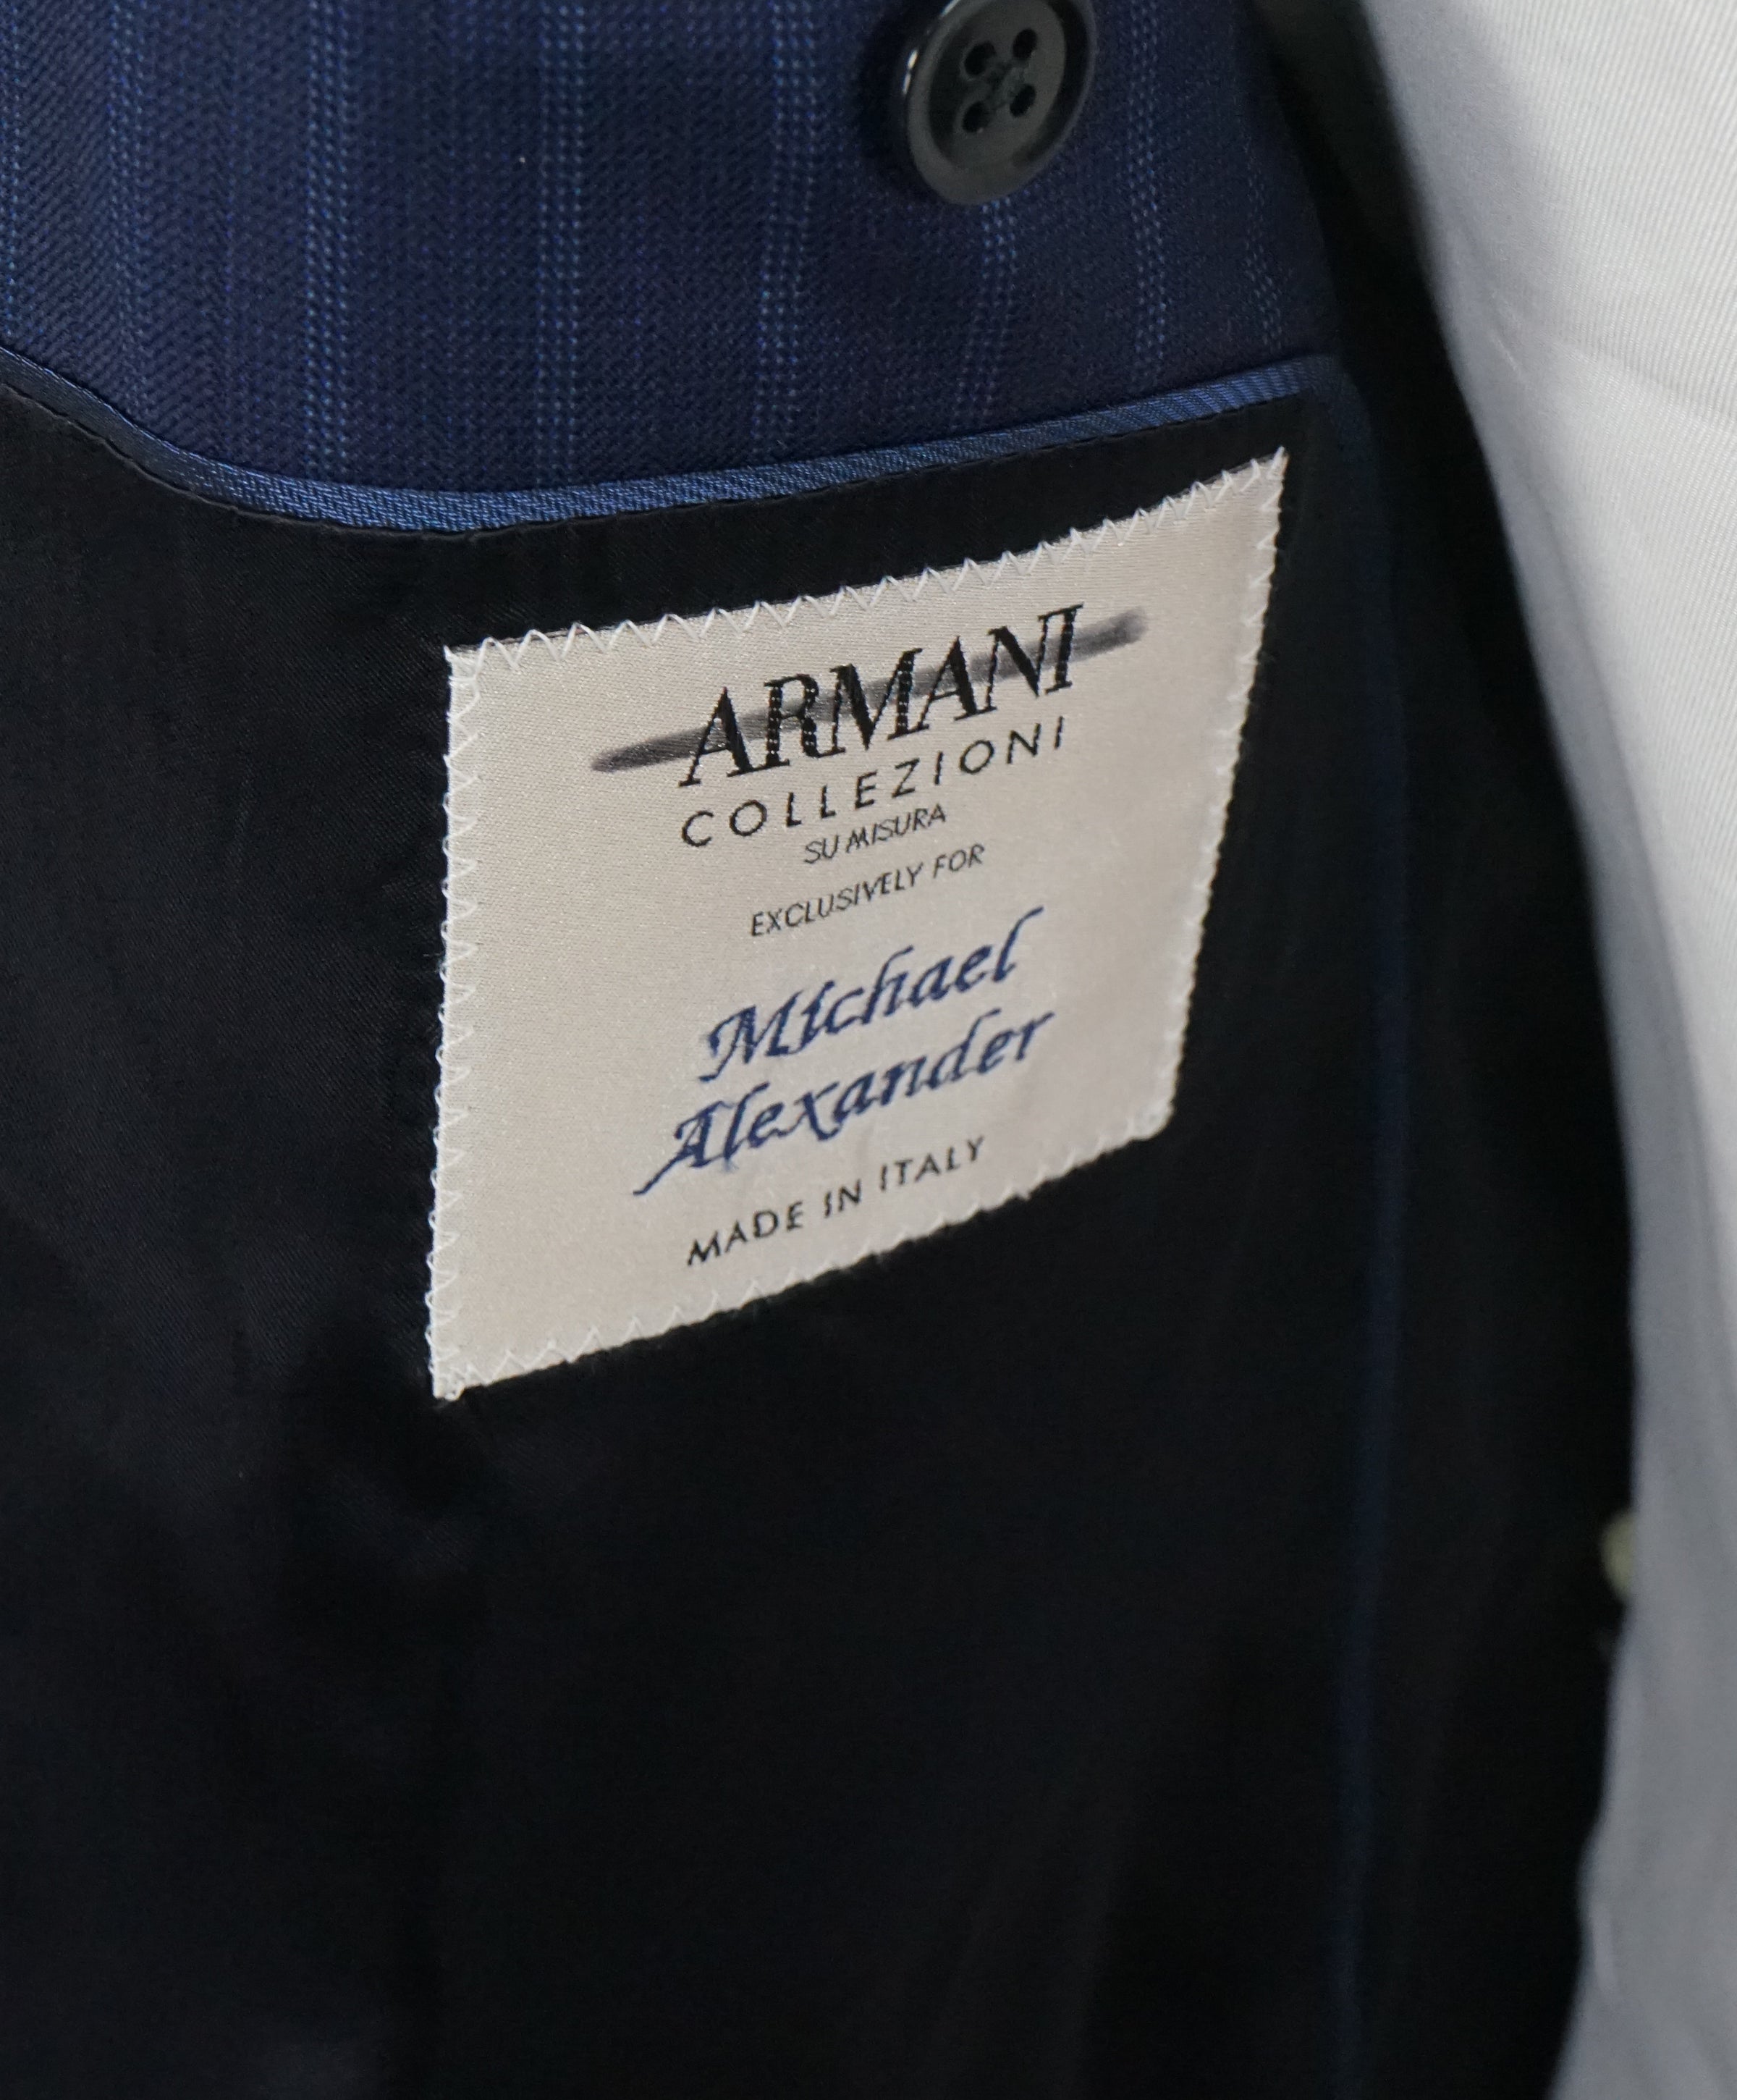 ARMANI
COLLEZIONI
SU MISURA
EXCLUSIVELY FOR
Michael
Alexander
MADE IN ITALY